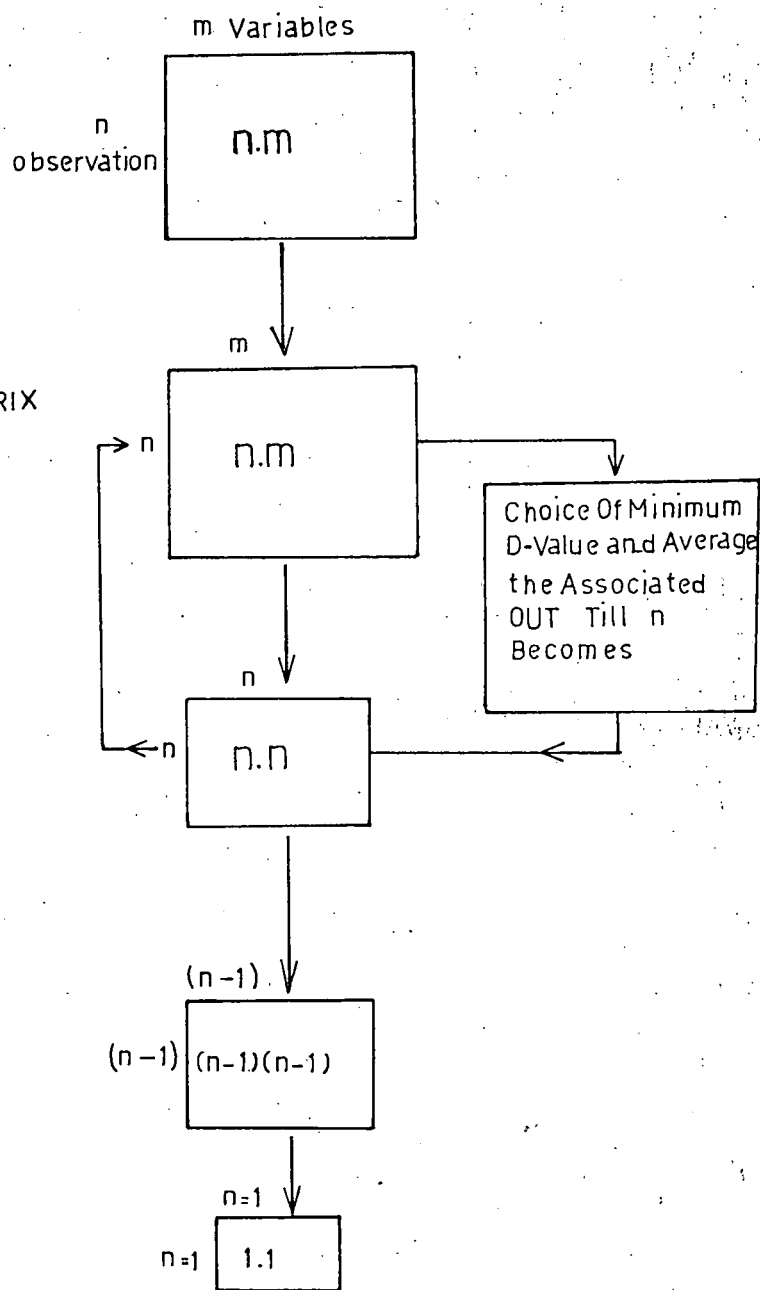 m Variables
n
observation
n.m
m
RIX
n
n.m
Choice Of Minimum
D-Value and Average
the Associated
OUT Till n
Becomes
n
n
n.n
(n-1)
(n-1)
(n-1)(n-1)
n=1
n=1
1.1